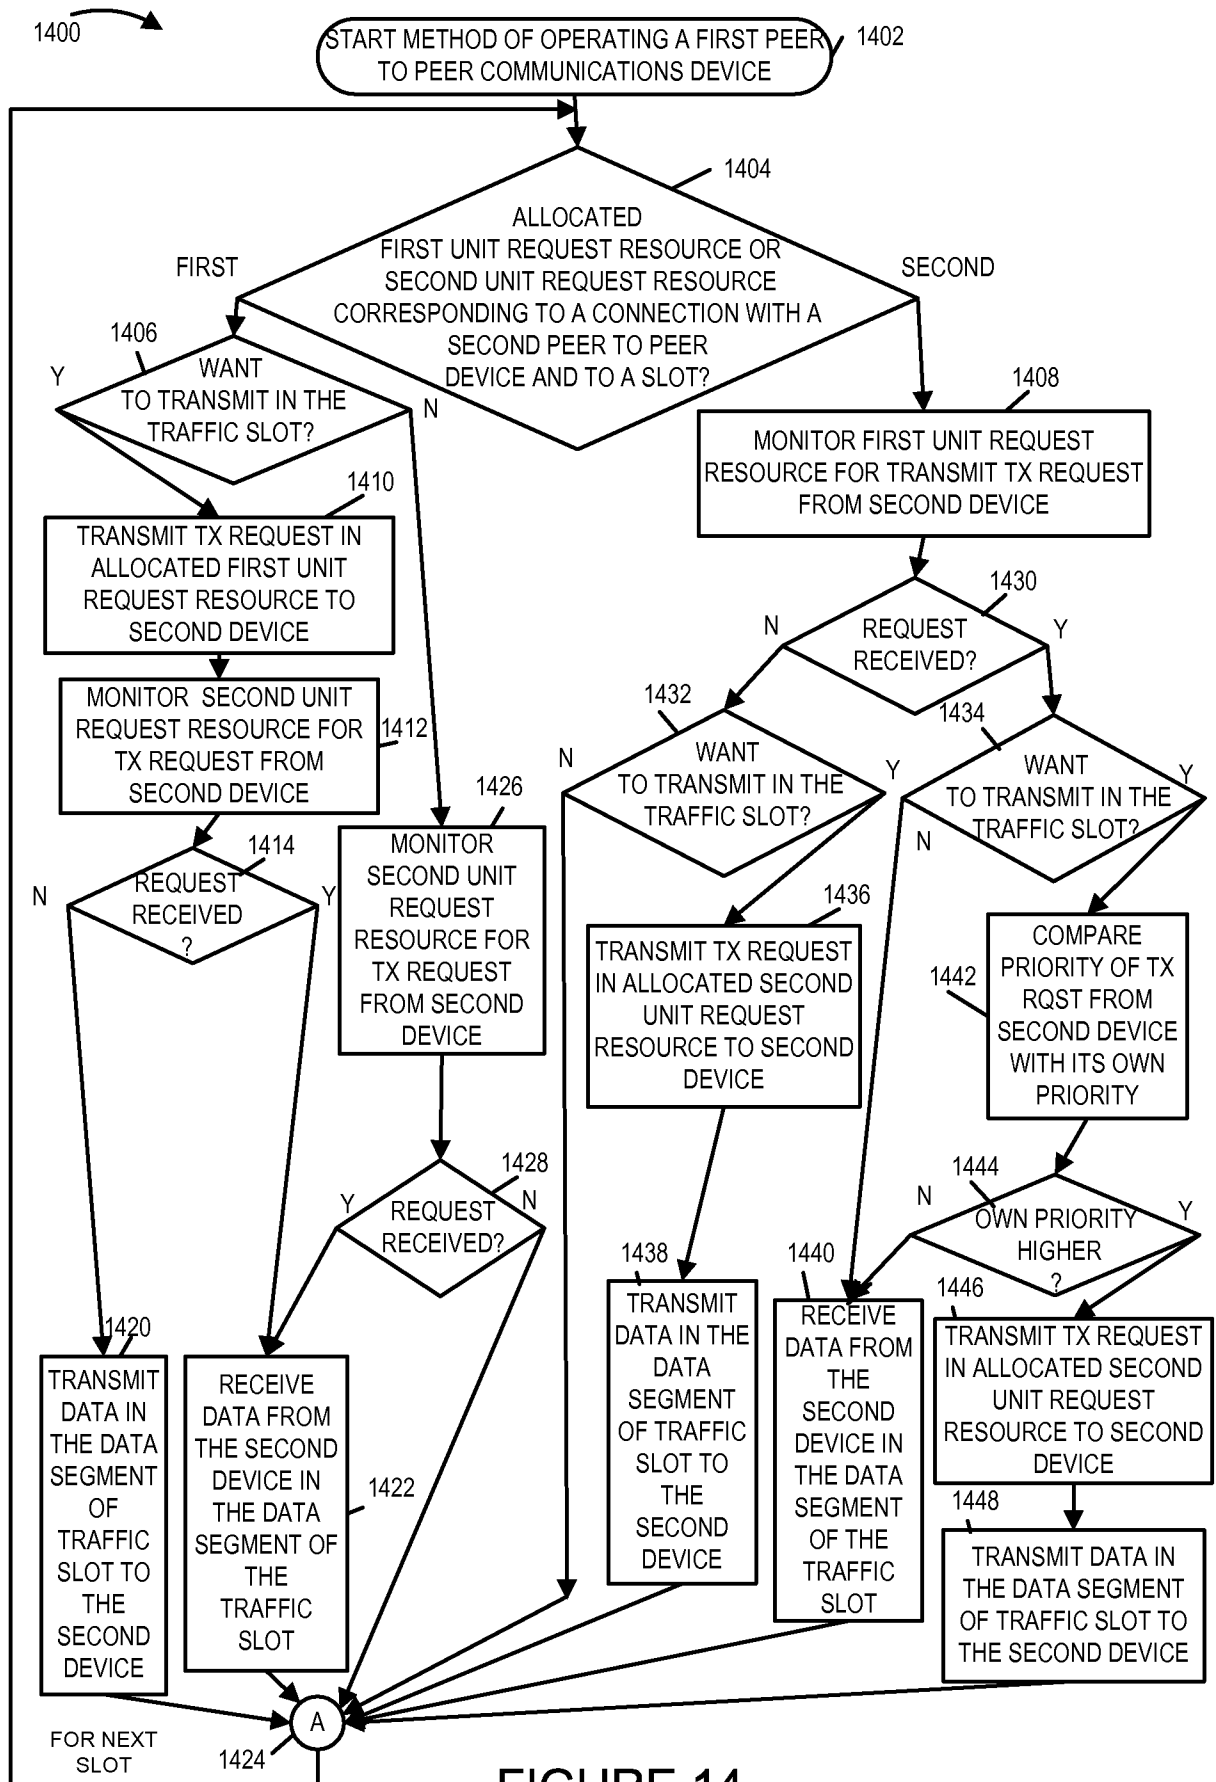 1400
START METHOD OF OPERATING A FIRST PEER
TO PEER COMMUNICATIONS DEVICE
1402
1404
ALLOCATED
FIRST UNIT REQUEST RESOURCE OR
SECOND UNIT REQUEST RESOURCE
CORRESPONDING TO A CONNECTION WITH A
SECOND PEER TO PEER
DEVICE AND TO A SLOT?
FIRST
SECOND
1406
Y
WANT
TO TRANSMIT IN THE
TRAFFIC SLOT?
N
1408
MONITOR FIRST UNIT REQUEST
RESOURCE FOR TRANSMIT TX REQUEST
FROM SECOND DEVICE
1410
TRANSMIT TX REQUEST IN
ALLOCATED FIRST UNIT
REQUEST RESOURCE TO
SECOND DEVICE
1430
N
REQUEST
RECEIVED?
Y
MONITOR  SECOND UNIT
REQUEST RESOURCE FOR
TX REQUEST FROM
SECOND DEVICE
1412
1432
N
WANT
TO TRANSMIT IN THE
TRAFFIC SLOT?
Y
1434
WANT
TO TRANSMIT IN THE
TRAFFIC SLOT?
Y
N
1414
N
REQUEST
RECEIVED
?
Y
1426
MONITOR
SECOND UNIT
REQUEST
RESOURCE FOR
TX REQUEST
FROM SECOND
DEVICE
1436
TRANSMIT TX REQUEST
IN ALLOCATED SECOND
UNIT REQUEST
RESOURCE TO SECOND
DEVICE
1442
COMPARE
PRIORITY OF TX
RQST FROM
SECOND DEVICE
WITH ITS OWN
PRIORITY
1428
Y
REQUEST
RECEIVED?
N
1444
N
OWN PRIORITY
HIGHER
?
Y
1420
TRANSMIT
DATA IN
THE DATA
SEGMENT
OF
TRAFFIC
SLOT TO
THE
SECOND
DEVICE
RECEIVE
DATA FROM
THE SECOND
DEVICE IN
THE DATA
SEGMENT OF
THE
TRAFFIC
SLOT
1422
1438
TRANSMIT
DATA IN THE
DATA
SEGMENT
OF TRAFFIC
SLOT TO
THE
SECOND
DEVICE
1440
RECEIVE
DATA FROM
THE
SECOND
DEVICE IN
THE DATA
SEGMENT
OF THE
TRAFFIC
SLOT
1446
TRANSMIT TX REQUEST
IN ALLOCATED SECOND
UNIT REQUEST
RESOURCE TO SECOND
DEVICE
1448
TRANSMIT DATA IN
THE DATA SEGMENT
OF TRAFFIC SLOT TO
THE SECOND DEVICE
A
1424
FOR NEXT
SLOT
FIGURE 14